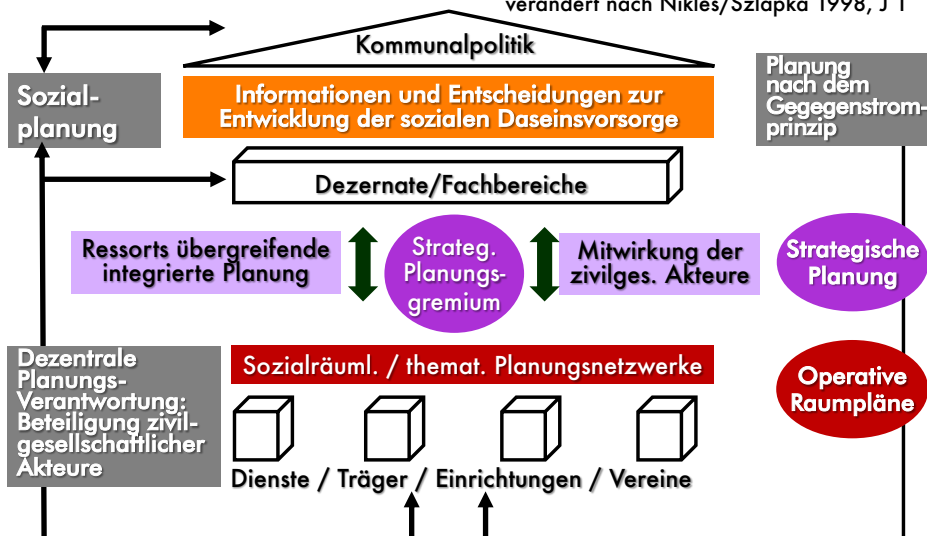 verändert nach Nikles/Szlapka 1998, J 1
Kommunalpolitik
Sozial-
planung
Informationen und Entscheidungen zur
Entwicklung der sozialen Daseinsvorsorge
Planung
nach dem
Gegegenstrom-
prinzip
Dezernate/Fachbereiche
Ressorts übergreifende
integrierte Planung
Strateg.
Planungs-
gremium
Mitwirkung der
zivilges. Akteure
Strategische
Planung
Dezentrale
Planungs-
Verantwortung:
Beteiligung zivil-
gesellschaftlicher
Akteure
Sozialräuml. / themat. Planungsnetzwerke
Operative
Raumpläne
Dienste / Träger / Einrichtungen / Vereine